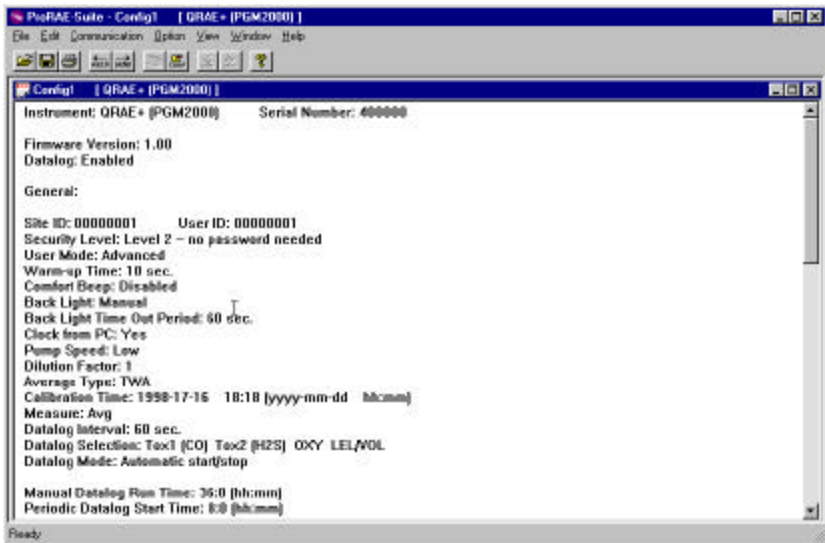 ProRAE-Suite - Config1 [ QRAE+ (PGM2000) ]
File Edit Communication Option View Window Help
Config1 [ QRAE+ (PGM2000) ]
Instrument: QRAE+ (PGM2000) Serial Number: 400000
Firmware Version: 1.00
Datalog: Enabled
General:
Site ID: 00000001 User ID: 00000001
Security Level: Level 2 – no password needed
User Mode: Advanced
Warm-up Time: 10 sec.
Comfort Beep: Disabled
Back Light: Manual
Back Light Time Out Period: 60 sec.
Clock from PC: Yes
Pump Speed: Low
Dilution Factor: 1
Average Type: TWA
Calibration Time: 1998-17-16 18:18 (yyyy-mm-dd hh:mm)
Measure: Avg
Datalog Interval: 60 sec.
Datalog Selection: Tox1 (CO) Tox2 (H2S) OXY LEL/VOL
Datalog Mode: Automatic start/stop
Manual Datalog Run Time: 36:0 (hh:mm)
Periodic Datalog Start Time: 8:0 (hh:mm)
Ready